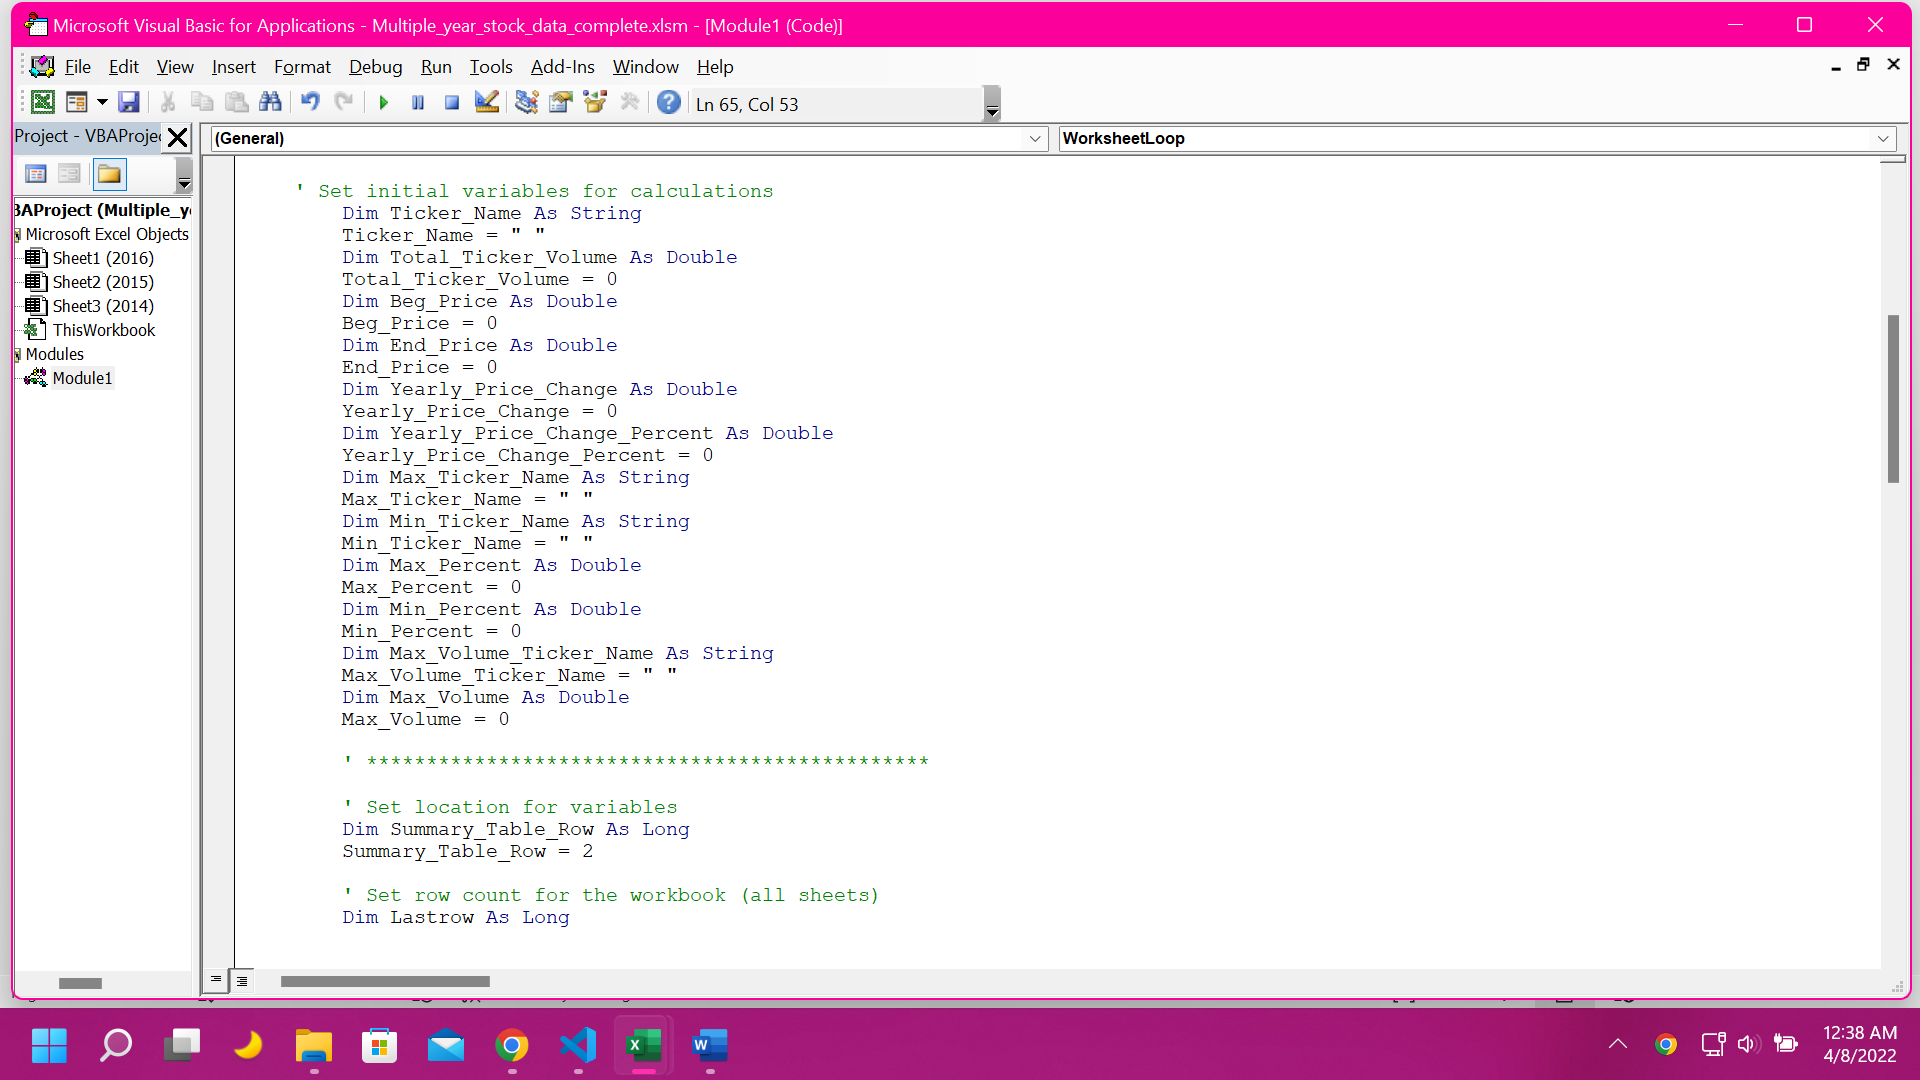 Microsoft Visual Basic for Applications - Multiple_year_stock_data_complete.xlsm - [Module1 (Code)]
File Edit View Insert Format Debug Run Tools Add-Ins Window Help
Ln 65, Col 53
Project - VBAProje
(General)
WorksheetLoop
BAProject (Multiple_y
Microsoft Excel Objects
Sheet1 (2016)
Sheet2 (2015)
Sheet3 (2014)
ThisWorkbook
Modules
Module1
' Set initial variables for calculations
Dim Ticker_Name As String
Ticker_Name = " "
Dim Total_Ticker_Volume As Double
Total_Ticker_Volume = 0
Dim Beg_Price As Double
Beg_Price = 0
Dim End_Price As Double
End_Price = 0
Dim Yearly_Price_Change As Double
Yearly_Price_Change = 0
Dim Yearly_Price_Change_Percent As Double
Yearly_Price_Change_Percent = 0
Dim Max_Ticker_Name As String
Max_Ticker_Name = " "
Dim Min_Ticker_Name As String
Min_Ticker_Name = " "
Dim Max_Percent As Double
Max_Percent = 0
Dim Min_Percent As Double
Min_Percent = 0
Dim Max_Volume_Ticker_Name As String
Max_Volume_Ticker_Name = " "
Dim Max_Volume As Double
Max_Volume = 0
' ***********************************************
' Set location for variables
Dim Summary_Table_Row As Long
Summary_Table_Row = 2
' Set row count for the workbook (all sheets)
Dim Lastrow As Long
12:38 AM
4/8/2022